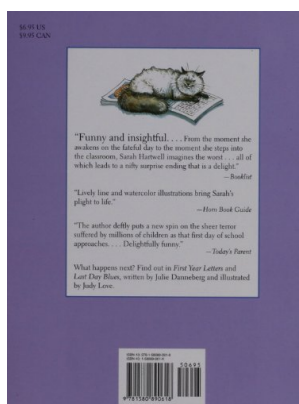 $6.95 US
$9.95 CAN
"Funny and insightful. . . . From the moment she
awakens on the fateful day to the moment she steps into
the classroom, Sarah Hartwell imagines the worst . . . all of
which leads to a nifty surprise ending that is a delight."
—Booklist
"Lively line and watercolor illustrations bring Sarah's
plight to life."
—Horn Book Guide
"The author deftly puts a new spin on the sheer terror
suffered by millions of children as that first day of school
approaches. . . . Delightfully funny."
—Today's Parent
What happens next? Find out in First Year Letters and
Last Day Blues, written by Julie Danneberg and illustrated
by Judy Love.
50695